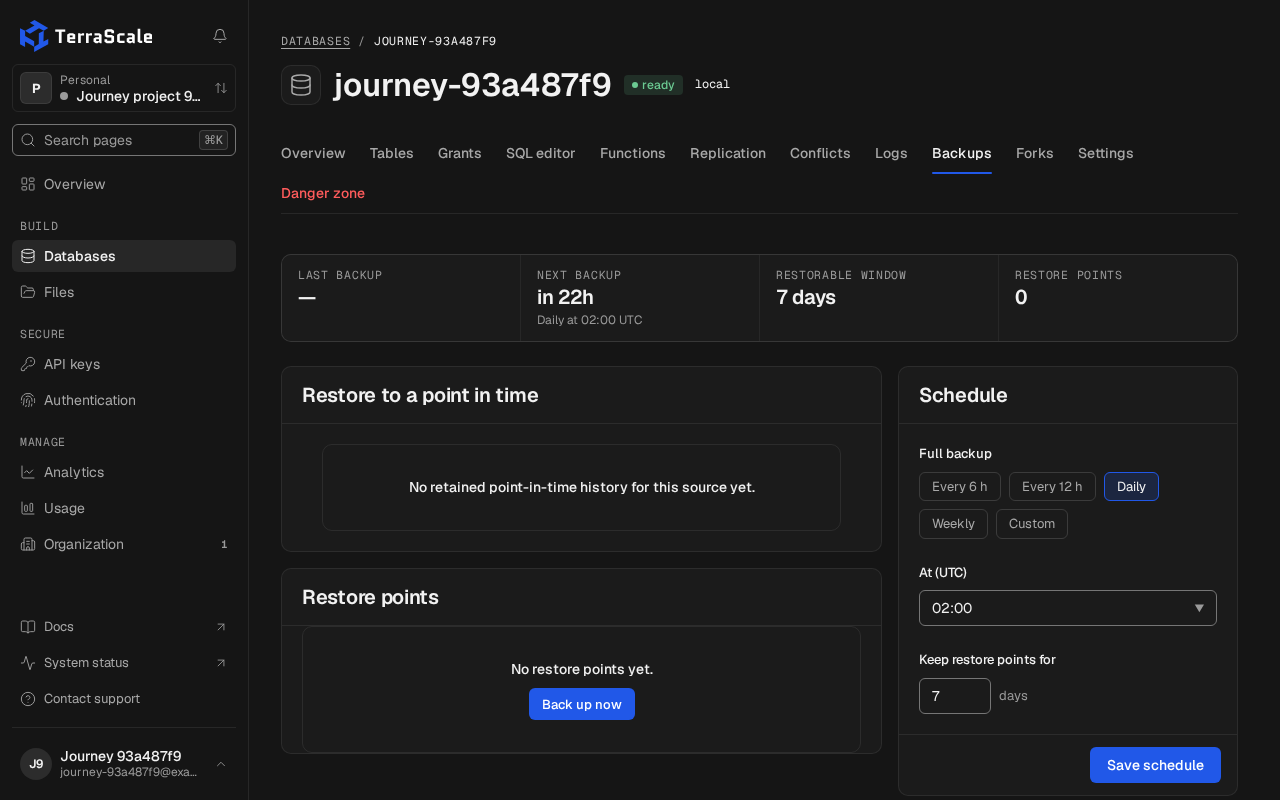 TerraScale
P
Personal
Journey project 9...
Search pages
⌘K
Overview
BUILD
Databases
Files
SECURE
API keys
Authentication
MANAGE
Analytics
Usage
Organization
1
Docs
System status
Contact support
J9
Journey 93a487f9
journey-93a487f9@exa...
DATABASES / JOURNEY-93A487F9
journey-93a487f9
ready
local
Overview
Tables
Grants
SQL editor
Functions
Replication
Conflicts
Logs
Backups
Forks
Settings
Danger zone
LAST BACKUP
—
NEXT BACKUP
in 22h
Daily at 02:00 UTC
RESTORABLE WINDOW
7 days
RESTORE POINTS
0
Restore to a point in time
No retained point-in-time history for this source yet.
Restore points
No restore points yet.
Back up now
Schedule
Full backup
Every 6 h
Every 12 h
Daily
Weekly
Custom
At (UTC)
02:00
Keep restore points for
7
days
Save schedule